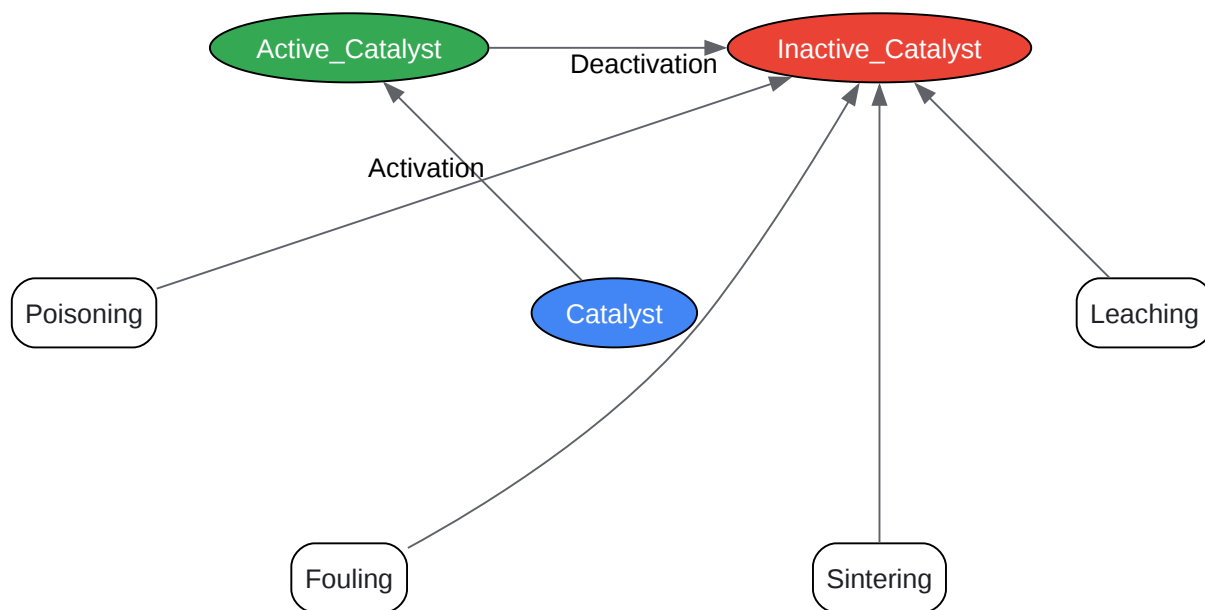 Active_Catalyst
Inactive_Catalyst
Deactivation
Activation
Poisoning
Catalyst
Leaching
Fouling
Sintering